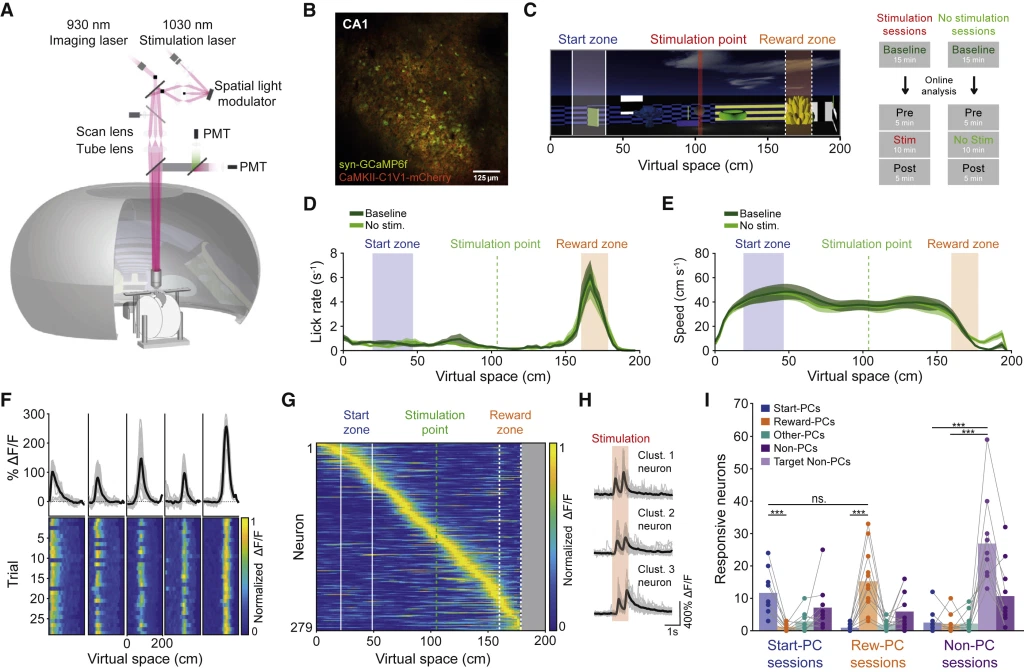 A
930 nm
Imaging laser
1030 nm
Stimulation laser
Spatial light
modulator
Scan lens
Tube lens
PMT
PMT
B
CA1
syn-GCaMP6f
CaMKII-C1V1-mCherry
125 µm
C
Start zone
Stimulation point
Reward zone
0
50
100
150
200
Virtual space (cm)
Stimulation
sessions
No stimulation
sessions
Baseline
15 min
Baseline
15 min
Online
analysis
Pre
5 min
Pre
5 min
Stim
10 min
No Stim
10 min
Post
5 min
Post
5 min
D
Baseline
No stim.
Start zone
Stimulation point
Reward zone
Lick rate (s-1)
8
6
4
2
0
0
50
100
150
200
Virtual space (cm)
E
Baseline
No stim.
Start zone
Stimulation point
Reward zone
Speed (cm s-1)
80
60
40
20
0
0
50
100
150
200
Virtual space (cm)
F
% ΔF/F
300
200
100
0
Trial
5
10
15
20
25
0 200
Virtual space (cm)
1
0
Normalized ΔF/F
G
Start
zone
Stimulation
point
Reward
zone
Neuron
1
279
0
50
100
150
200
Virtual space (cm)
1
0
Normalized ΔF/F
H
Stimulation
Clust. 1
neuron
Clust. 2
neuron
Clust. 3
neuron
400% ΔF/F
1s
I
Start-PCs
Reward-PCs
Other-PCs
Non-PCs
Target Non-PCs
Responsive neurons
70
60
50
40
30
20
10
0
***
ns.
***
***
***
Start-PC
sessions
Rew-PC
sessions
Non-PC
sessions